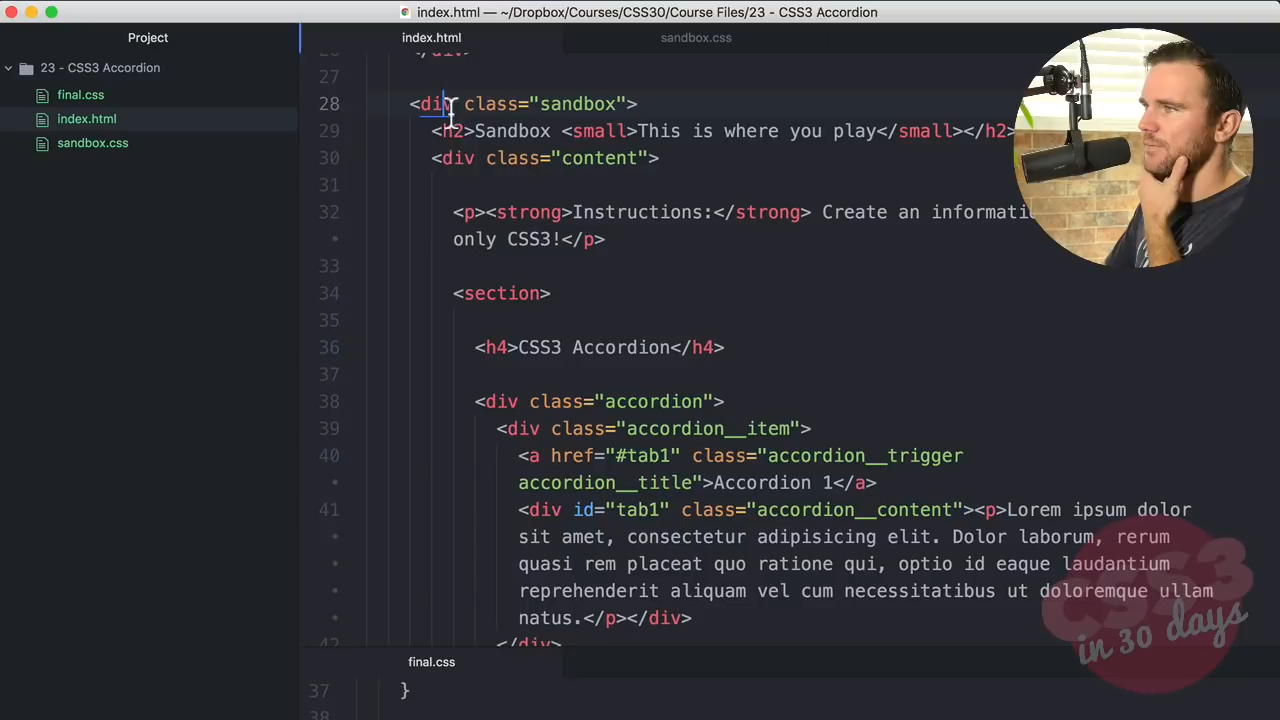 index.html — ~/Dropbox/Courses/CSS30/Course Files/23 - CSS3 Accordion
Project
index.html
sandbox.css
23 - CSS3 Accordion
final.css
index.html
sandbox.css
26 </div>
27
28 <div class="sandbox">
29 <h2>Sandbox <small>This is where you play</small></h2>
30 <div class="content">
31
32 <p><strong>Instructions:</strong> Create an
only CSS3!</p>
33
34 <section>
35
36 <h4>CSS3 Accordion</h4>
37
38 <div class="accordion">
39 <div class="accordion__item">
40 <a href="#tab1" class="accordion__trigger
accordion__title">Accordion 1</a>
41 <div id="tab1" class="accordion__content"><p>Lorem ipsum dolor
sit amet, consectetur adipisicing elit. Dolor laborum, rerum
quasi rem placeat quo ratione qui, optio id eaque laudantium
reprehenderit aliquam vel cum necessitatibus ut doloremque ullam
natus.</p></div>
42 </div>
CSS3
in 30 days
final.css
37 }
38